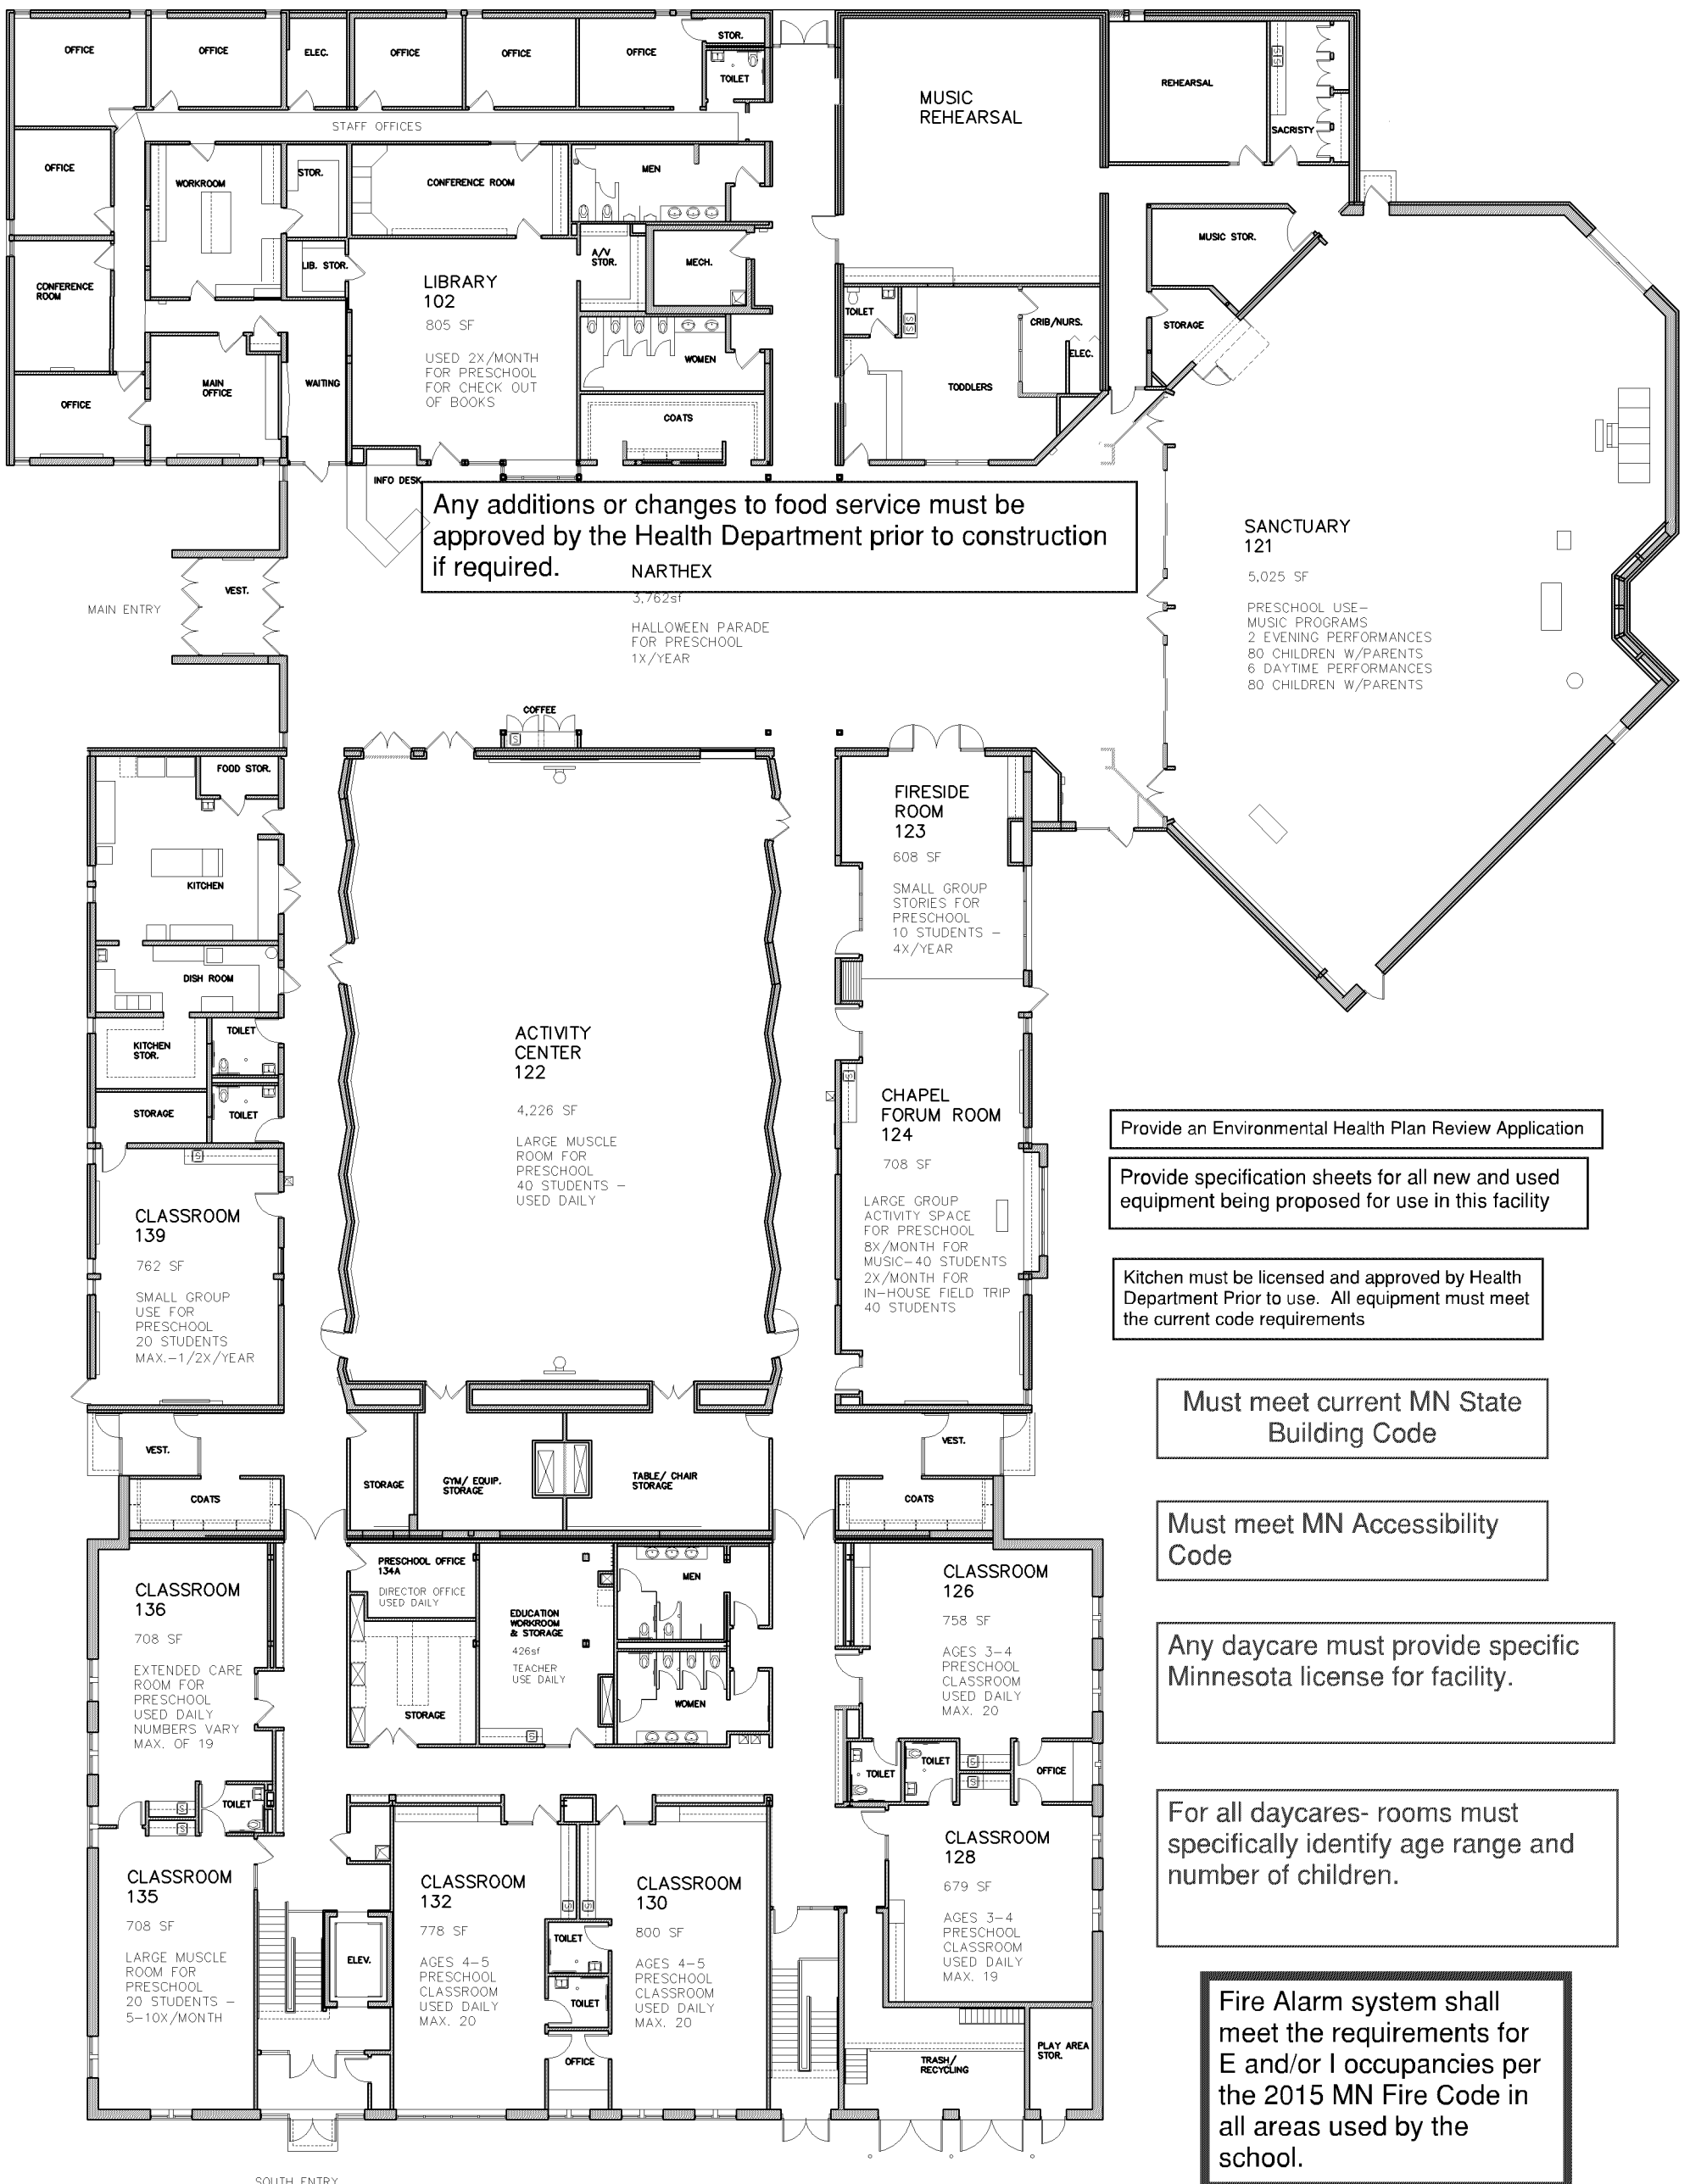 OFFICE
OFFICE
ELEC.
OFFICE
OFFICE
OFFICE
STOR.
TOILET
STAFF OFFICES
MUSIC
REHEARSAL
REHEARSAL
SACRISTY
OFFICE
WORKROOM
STOR.
CONFERENCE ROOM
MEN
CONFERENCE
ROOM
LIB. STOR.
LIBRARY
102
805 SF
USED 2X/MONTH
FOR PRESCHOOL
FOR CHECK OUT
OF BOOKS
A/V
STOR.
MECH.
WOMEN
COATS
OFFICE
MAIN
OFFICE
WAITING
INFO DESK
TOILET
CRIB/NURS.
ELEC.
TODDLERS
MUSIC STOR.
STORAGE
Any additions or changes to food service must be
approved by the Health Department prior to construction
if required.
NARTHEX
3,762sf
HALLOWEEN PARADE
FOR PRESCHOOL
1X/YEAR
MAIN ENTRY
VEST.
SANCTUARY
121
5,025 SF
PRESCHOOL USE-
MUSIC PROGRAMS
2 EVENING PERFORMANCES
80 CHILDREN W/PARENTS
6 DAYTIME PERFORMANCES
80 CHILDREN W/PARENTS
COFFEE
S
FOOD STOR.
KITCHEN
DISH ROOM
KITCHEN
STOR.
TOILET
STORAGE
TOILET
ACTIVITY
CENTER
122
4,226 SF
LARGE MUSCLE
ROOM FOR
PRESCHOOL
40 STUDENTS -
USED DAILY
FIRESIDE
ROOM
123
608 SF
SMALL GROUP
STORIES FOR
PRESCHOOL
10 STUDENTS -
4X/YEAR
CHAPEL
FORUM ROOM
124
708 SF
LARGE GROUP
ACTIVITY SPACE
FOR PRESCHOOL
8X/MONTH FOR
MUSIC-40 STUDENTS
2X/MONTH FOR
IN-HOUSE FIELD TRIP
40 STUDENTS
Provide an Environmental Health Plan Review Application
Provide specification sheets for all new and used
equipment being proposed for use in this facility
Kitchen must be licensed and approved by Health
Department Prior to use. All equipment must meet
the current code requirements
CLASSROOM
139
762 SF
SMALL GROUP
USE FOR
PRESCHOOL
20 STUDENTS
MAX.-1/2X/YEAR
VEST.
COATS
STORAGE
GYM/ EQUIP.
STORAGE
TABLE/ CHAIR
STORAGE
VEST.
COATS
Must meet current MN State
Building Code
Must meet MN Accessibility
Code
Any daycare must provide specific
Minnesota license for facility.
For all daycares- rooms must
specifically identify age range and
number of children.
CLASSROOM
136
708 SF
EXTENDED CARE
ROOM FOR
PRESCHOOL
USED DAILY
NUMBERS VARY
MAX. OF 19
PRESCHOOL OFFICE
134A
DIRECTOR OFFICE
USED DAILY
EDUCATION
WORKROOM
& STORAGE
426sf
TEACHER
USE DAILY
STORAGE
MEN
WOMEN
CLASSROOM
126
758 SF
AGES 3-4
PRESCHOOL
CLASSROOM
USED DAILY
MAX. 20
TOILET
TOILET
OFFICE
TOILET
CLASSROOM
135
708 SF
LARGE MUSCLE
ROOM FOR
PRESCHOOL
20 STUDENTS -
5-10X/MONTH
ELEV.
CLASSROOM
132
778 SF
AGES 4-5
PRESCHOOL
CLASSROOM
USED DAILY
MAX. 20
TOILET
TOILET
OFFICE
CLASSROOM
130
800 SF
AGES 4-5
PRESCHOOL
CLASSROOM
USED DAILY
MAX. 20
CLASSROOM
128
679 SF
AGES 3-4
PRESCHOOL
CLASSROOM
USED DAILY
MAX. 19
TRASH/
RECYCLING
PLAY AREA
STOR.
Fire Alarm system shall
meet the requirements for
E and/or I occupancies per
the 2015 MN Fire Code in
all areas used by the
school.
SOUTH ENTRY